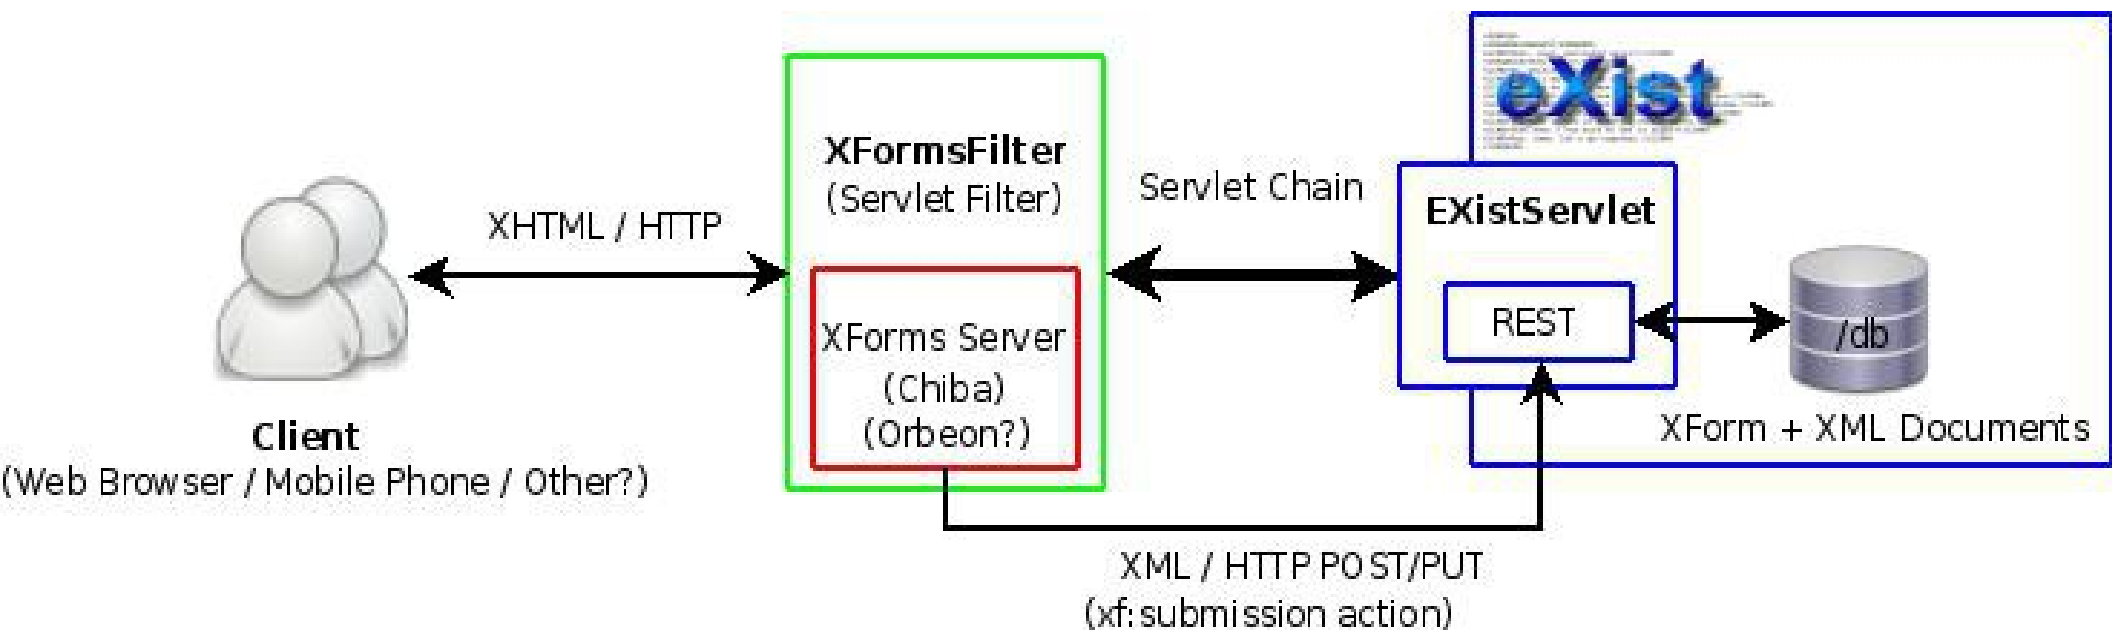 eXist
XFormsFilter
(Servlet Filter)
Servlet Chain
EXistServlet
XHTML / HTTP
REST
/db
XForms Server
(Chiba)
(Orbeon?)
XForm + XML Documents
Client
(Web Browser / Mobile Phone / Other?)
XML / HTTP POST/PUT
(xf:submission action)